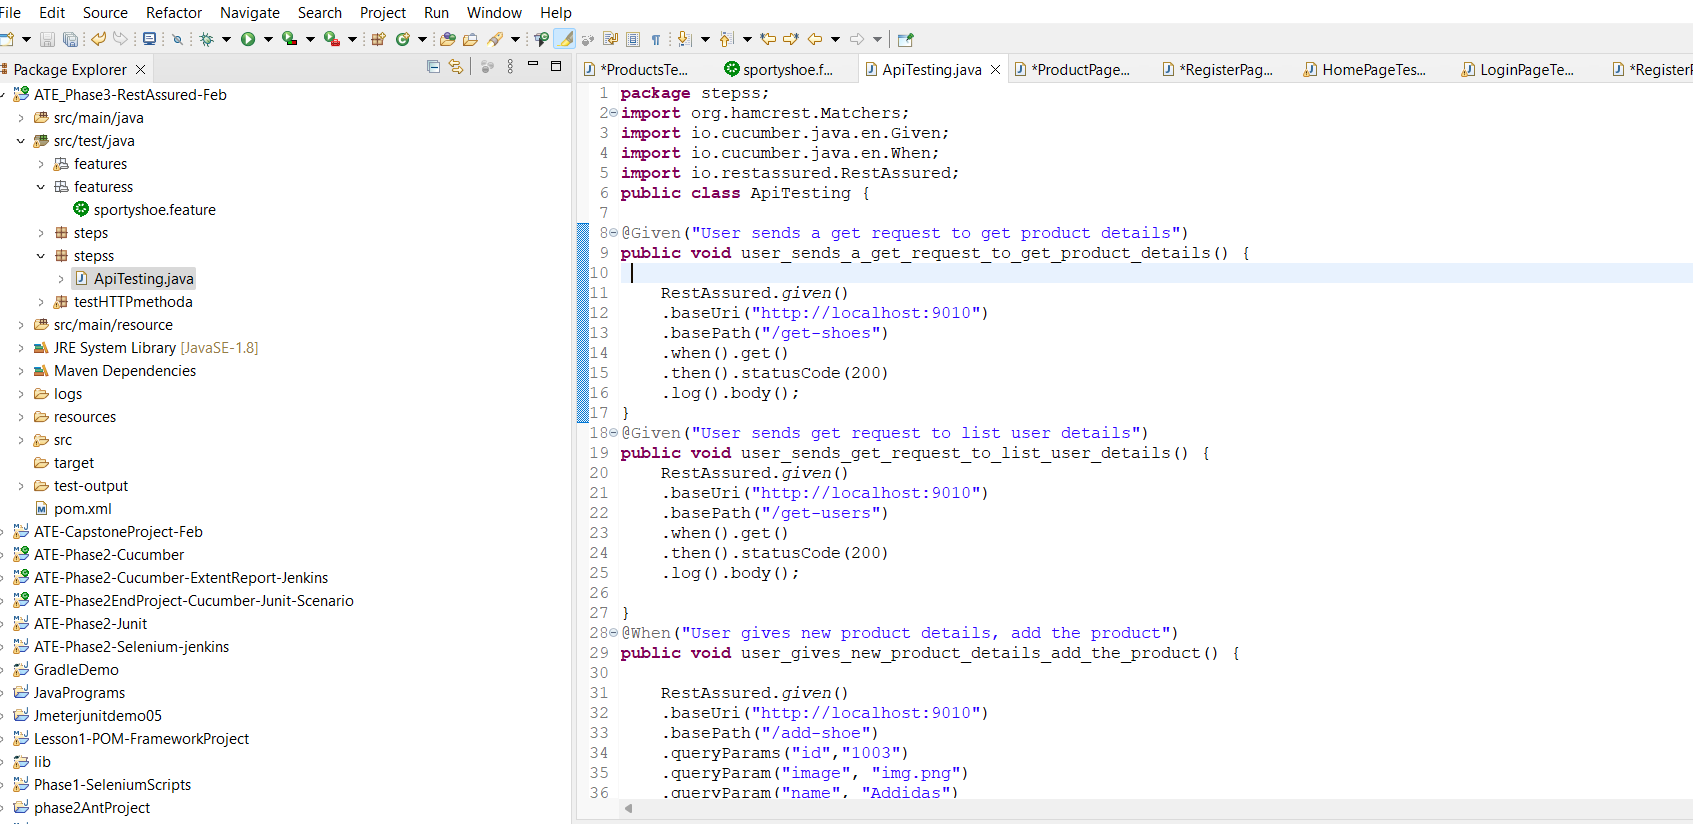 File Edit Source Refactor Navigate Search Project Run Window Help
Package Explorer
*ProductsTe... sportyshoe.f... ApiTesting.java *ProductPage... *RegisterPag... HomePageTes... LoginPageTe... *RegisterP
ATE_Phase3-RestAssured-Feb
src/main/java
src/test/java
features
featuress
sportyshoe.feature
steps
stepss
ApiTesting.java
testHTTPmethoda
src/main/resource
JRE System Library [JavaSE-1.8]
Maven Dependencies
logs
resources
src
target
test-output
pom.xml
ATE-CapstoneProject-Feb
ATE-Phase2-Cucumber
ATE-Phase2-Cucumber-ExtentReport-Jenkins
ATE-Phase2EndProject-Cucumber-Junit-Scenario
ATE-Phase2-Junit
ATE-Phase2-Selenium-jenkins
GradleDemo
JavaPrograms
Jmeterjunitdemo05
Lesson1-POM-FrameworkProject
lib
Phase1-SeleniumScripts
phase2AntProject
1 package stepss;
2 import org.hamcrest.Matchers;
3 import io.cucumber.java.en.Given;
4 import io.cucumber.java.en.When;
5 import io.restassured.RestAssured;
6 public class ApiTesting {
7
8 @Given("User sends a get request to get product details")
9 public void user_sends_a_get_request_to_get_product_details() {
10
11 RestAssured.given()
12 .baseUri("http://localhost:9010")
13 .basePath("/get-shoes")
14 .when().get()
15 .then().statusCode(200)
16 .log().body();
17 }
18 @Given("User sends get request to list user details")
19 public void user_sends_get_request_to_list_user_details() {
20 RestAssured.given()
21 .baseUri("http://localhost:9010")
22 .basePath("/get-users")
23 .when().get()
24 .then().statusCode(200)
25 .log().body();
26
27 }
28 @When("User gives new product details, add the product")
29 public void user_gives_new_product_details_add_the_product() {
30
31 RestAssured.given()
32 .baseUri("http://localhost:9010")
33 .basePath("/add-shoe")
34 .queryParams("id","1003")
35 .queryParam("image", "img.png")
36 .queryParam("name", "Addidas")